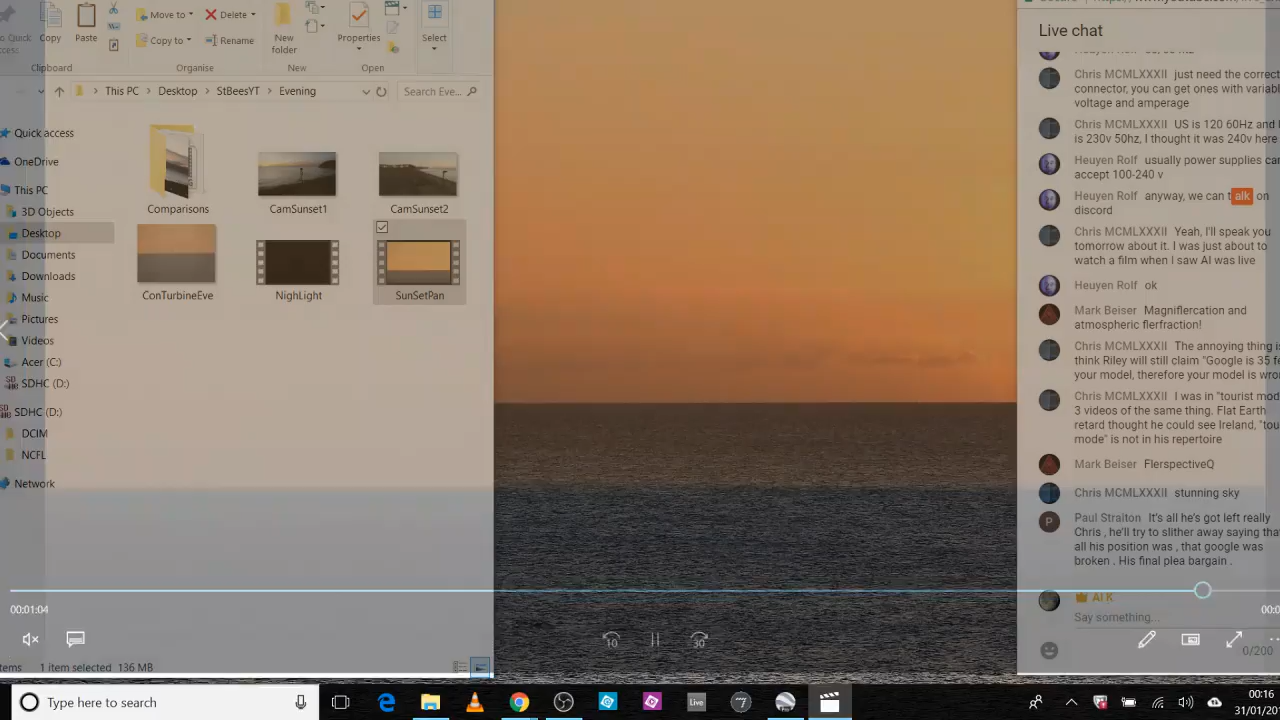 Copy
Paste
Move to
Copy to
Delete
Rename
New
folder
Properties
Select
Clipboard
Organise
New
Open
This PC > Desktop > StBeesYT > Evening
Search Eve...
Quick access
OneDrive
This PC
3D Objects
Desktop
Documents
Downloads
Music
Pictures
Videos
Acer (C:)
SDHC (D:)
SDHC (D:)
DCIM
NCFL
Network
Comparisons
CamSunset1
CamSunset2
ConTurbineEve
NighLight
SunSetPan
1 item selected 136 MB
00:01:04
10
30
Live chat
Chris MCMLXXXII just need the correct
connector, you can get ones with variabl
voltage and amperage
Chris MCMLXXXII US is 120 60Hz and
is 230v 50hz, I thought it was 240v here
Heuyen Rolf usually power supplies can
accept 100-240 v
Heuyen Rolf anyway, we can talk on
discord
Chris MCMLXXXII Yeah, I'll speak you
tomorrow about it. I was just about to
watch a film when I saw AI was live
Heuyen Rolf ok
Mark Beiser Magniflercation and
atmospheric flerfraction!
Chris MCMLXXXII The annoying thing is
think Riley will still claim "Google is 35 fe
your model, therefore your model is wro
Chris MCMLXXXII I was in "tourist mod
3 videos of the same thing. Flat Earth
retard thought he could see Ireland, "tou
mode" is not in his repertoire
Mark Beiser FlerspectiveQ
Chris MCMLXXXII stunning sky
P
Paul Straiton It's all he's got left really
Chris , he'll try to slither away saying that
all his position was , that google was
broken . His final plea bargain .
Al K
Say something...
0/200
Type here to search
Live
7
00:16
31/01/20